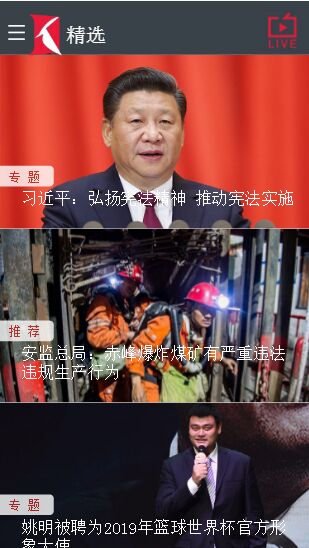 精选
LIVE
专 题
习近平：弘扬宪法精神 推动宪法实施
推 荐
安监总局：赤峰爆炸煤矿有严重违法
违规生产行为
专 题
姚明被聘为2019年篮球世界杯官方形
象大使